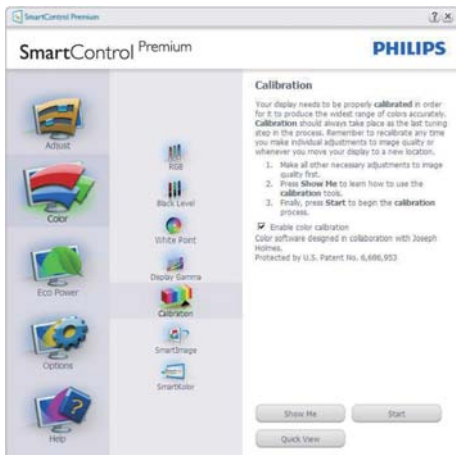 SmartControl Premium
SmartControl Premium
PHILIPS
Adjust
Color
Eco Power
Options
Help
RGB
Black Level
White Point
Display Gamma
Calibration
SmartImage
SmartKolor
Calibration
Your display needs to be properly calibrated in order
for it to produce the widest range of colors accurately.
Calibration should always take place as the last tuning
step in the process. Remember to recalibrate any time
you make individual adjustments to image quality or
whenever you move your display to a new location.
1. Make all other necessary adjustments to image
quality first.
2. Press Show Me to learn how to use the
calibration tools.
3. Finally, press Start to begin the calibration
process.
Enable color calibration
Color software designed in collaboration with Joseph
Holmes.
Protected by U.S. Patent No. 6,686,953
Show Me
Start
Quick View